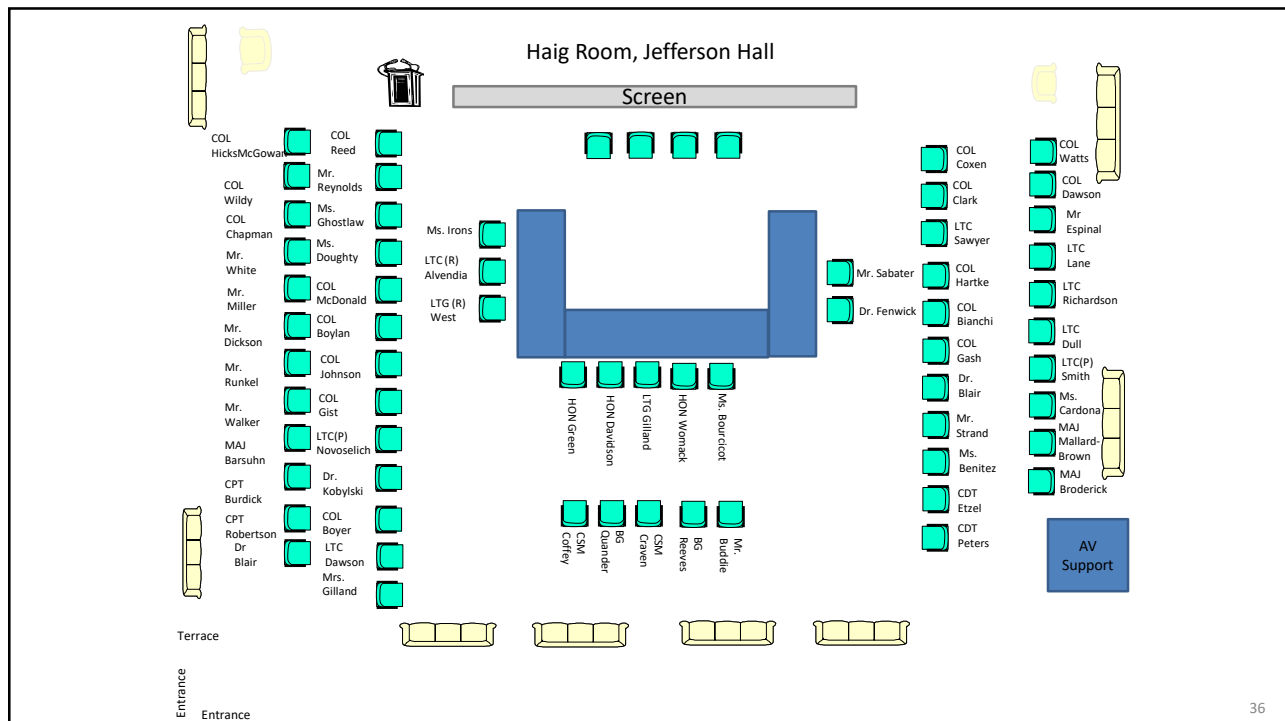 Haig Room, Jefferson Hall
Screen
COL
HicksMcGowan
COL
Wildy
COL
Chapman
Mr.
White
Mr.
Miller
Mr.
Dickson
Mr.
Runkel
Mr.
Walker
MAJ
Barsuhn
CPT
Burdick
CPT
Robertson
Dr
Blair
COL
Reed
Mr.
Reynolds
Ms.
Ghostlaw
Ms.
Doughty
COL
McDonald
COL
Boylan
COL
Johnson
COL
Gist
LTC(P)
Novoselich
Dr.
Kobylski
COL
Boyer
LTC
Dawson
Mrs.
Gilland
Ms. Irons
LTC (R)
Alvendia
LTG (R)
West
Mr. Sabater
Dr. Fenwick
HON Green
HON Davidson
LTG Gilland
HON Womack
Ms. Bourcicot
CSM
Coffey
BG
Quander
CSM
Craven
BG
Reeves
Mr.
Buddie
COL
Coxen
COL
Clark
LTC
Sawyer
COL
Hartke
COL
Bianchi
COL
Gash
Dr.
Blair
Mr.
Strand
Ms.
Benitez
CDT
Etzel
CDT
Peters
COL
Watts
COL
Dawson
Mr
Espinal
LTC
Lane
LTC
Richardson
LTC
Dull
LTC(P)
Smith
Ms.
Cardona
MAJ
Mallard-
Brown
MAJ
Broderick
AV
Support
Terrace
Entrance
Entrance
36